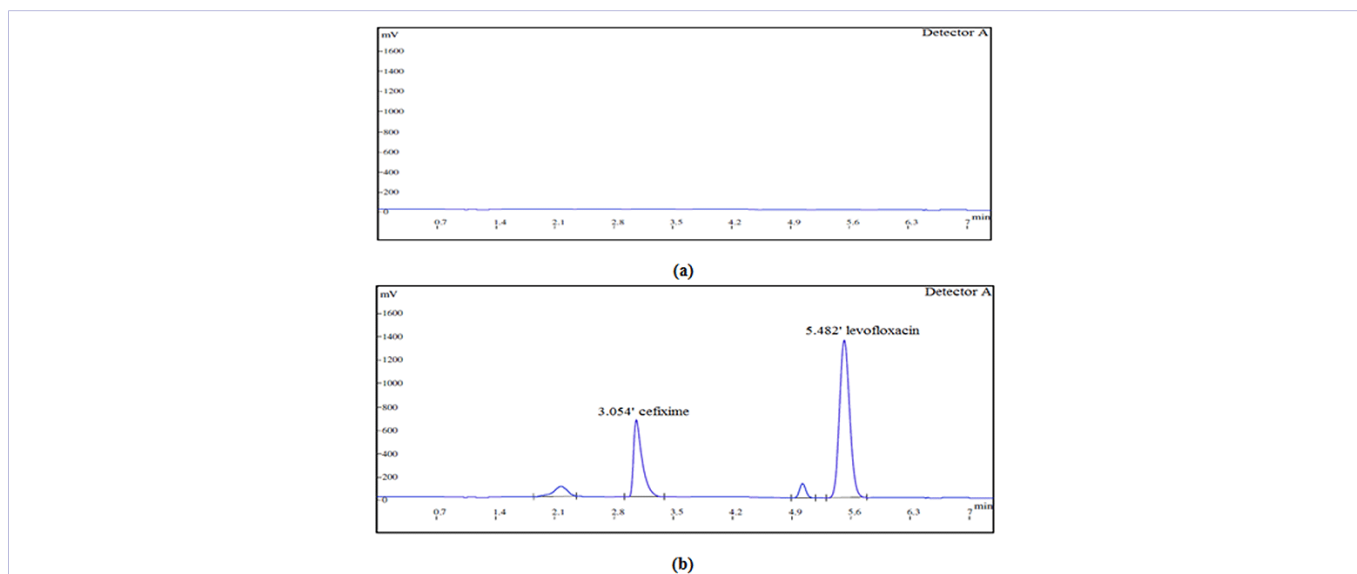 mV Detector A
1600
1400
1200
1000
800
600
400
200
0
0.7 1.4 2.1 2.8 3.5 4.2 4.9 5.6 6.3 7 min
(a)
mV Detector A
1600
5.482' levofloxacin
1400
1200
1000
800
3.054' cefixime
600
400
200
0
0.7 1.4 2.1 2.8 3.5 4.2 4.9 5.6 6.3 7 min
(b)